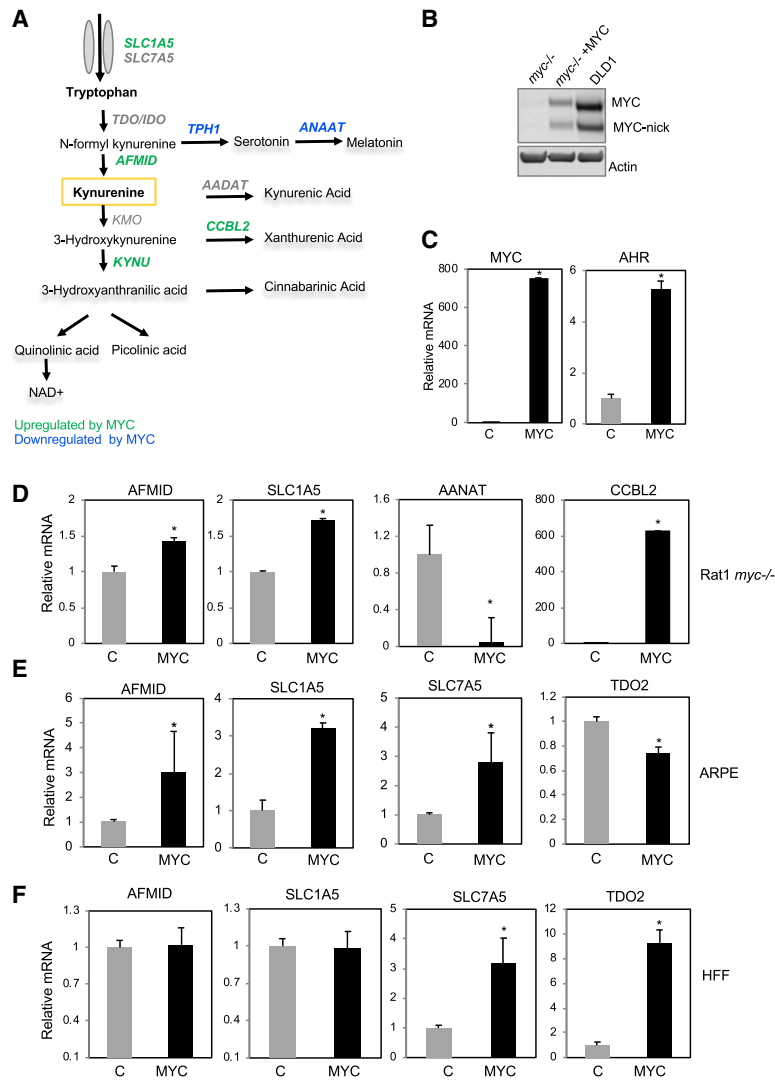 A
SLC1A5
SLC7A5
Tryptophan
TDO/IDO
N-formyl kynurenine
TPH1
Serotonin
ANAAT
Melatonin
AFMID
Kynurenine
AADAT
Kynurenic Acid
KMO
3-Hydroxykynurenine
CCBL2
Xanthurenic Acid
KYNU
3-Hydroxyanthranilic acid
Cinnabarinic Acid
Quinolinic acid
Picolinic acid
NAD+
Upregulated by MYC
Downregulated by MYC
B
myc-/-
myc-/- +MYC
DLD1
MYC
MYC-nick
Actin
C
MYC
Relative mRNA
800
600
400
200
0
*
C MYC
AHR
6
4
2
0
*
C MYC
D
AFMID
Relative mRNA
2
1.5
1
0.5
0
*
C MYC
SLC1A5
2
1.5
1
0.5
0
*
C MYC
AANAT
1.6
1.2
0.8
0.4
0
*
C MYC
CCBL2
800
600
400
200
0
*
C MYC
Rat1 myc-/-
E
AFMID
Relative mRNA
6
5
4
3
2
1
0
*
C MYC
SLC1A5
4
3
2
1
0
*
C MYC
SLC7A5
5
4
3
2
1
0
*
C MYC
TDO2
1.2
1
0.8
0.6
0.4
0.2
0
*
C MYC
ARPE
F
AFMID
Relative mRNA
1.3
1
0.7
0.4
0.1
C MYC
SLC1A5
1.3
1
0.7
0.4
0.1
C MYC
SLC7A5
5
4
3
2
1
0
*
C MYC
TDO2
12
10
8
6
4
2
0
*
C MYC
HFF